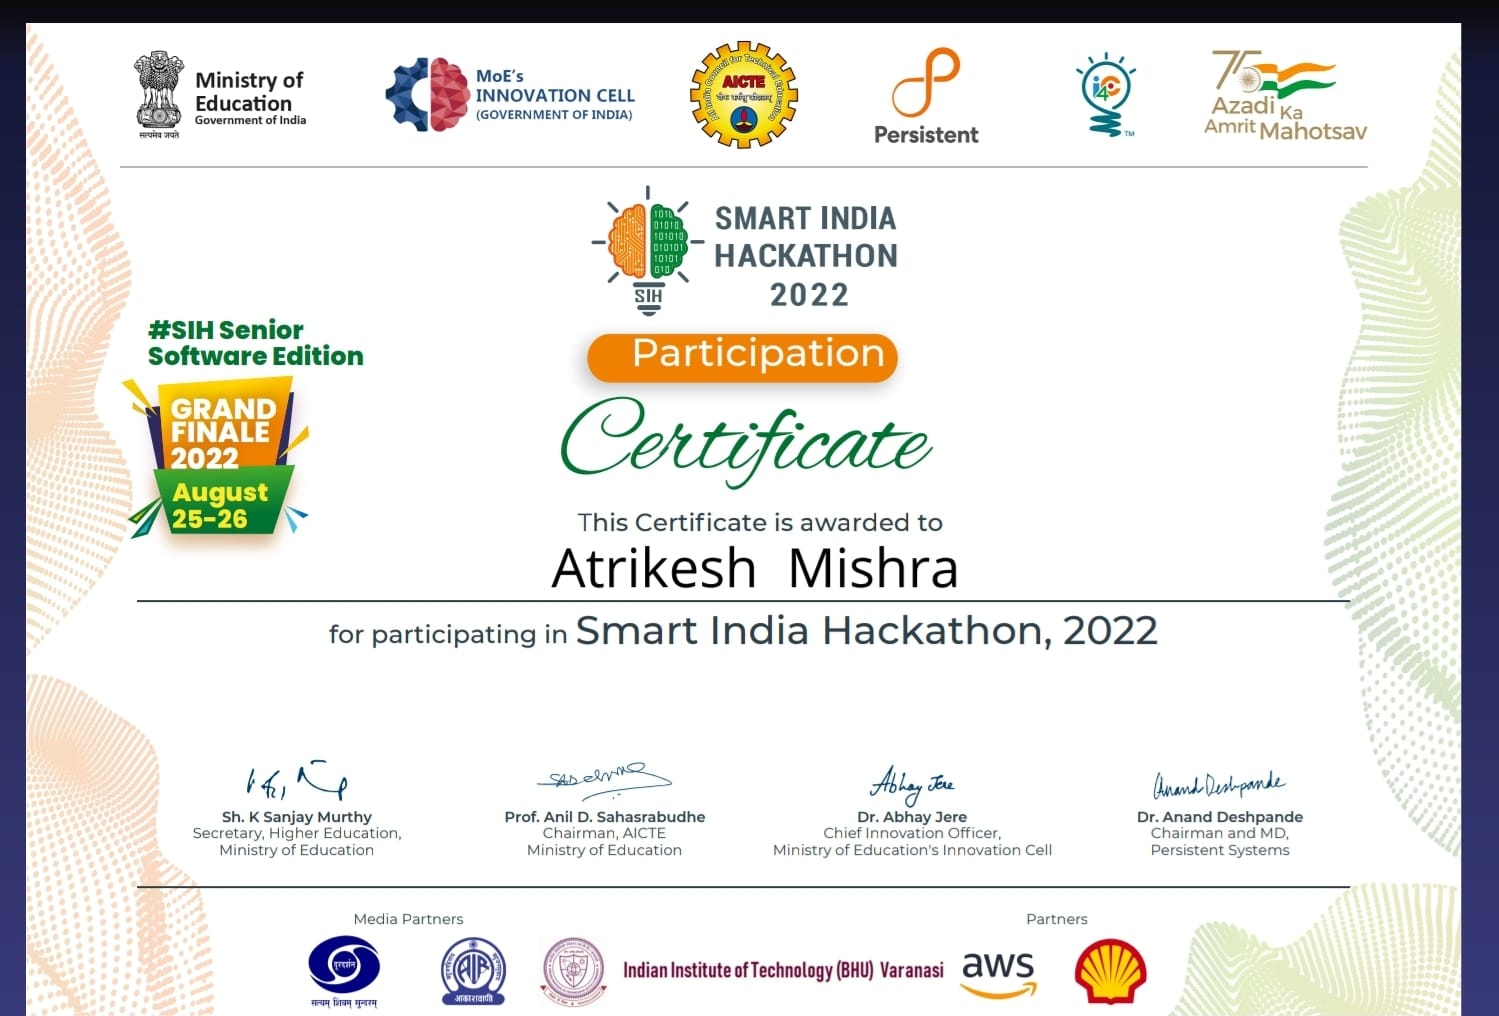 Ministry of
Education
Government of India
सत्यमेव जयते
MoE's
INNOVATION CELL
(GOVERNMENT OF INDIA)
All India Council for Technical Education
AICTE
Persistent
i4C
TM
75
Azadi Ka
Amrit Mahotsav
SMART INDIA
HACKATHON
2022
SIH
#SIH Senior
Software Edition
GRAND
FINALE
2022
August
25-26
Participation
Certificate
This Certificate is awarded to
Atrikesh Mishra
for participating in Smart India Hackathon, 2022
Sh. K Sanjay Murthy
Secretary, Higher Education,
Ministry of Education
Prof. Anil D. Sahasrabudhe
Chairman, AICTE
Ministry of Education
Abhay Jere
Dr. Abhay Jere
Chief Innovation Officer,
Ministry of Education's Innovation Cell
Anand Deshpande
Dr. Anand Deshpande
Chairman and MD,
Persistent Systems
Media Partners
Partners
दूरदर्शन
सत्यम् शिवम् सुन्दरम्
AIR
आकाशवाणी
Indian Institute of Technology (BHU) Varanasi
aws